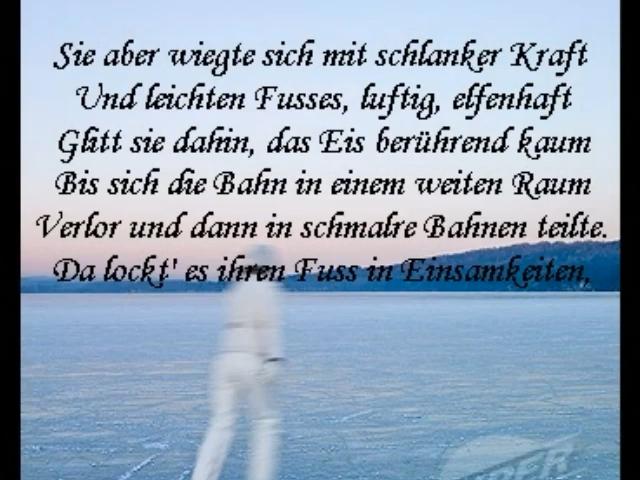 Sie aber wiegte sich mit schlanker Kraft
Und leichten Fusses, luftig, elfenhaft
Glitt sie dahin, das Eis berührend kaum
Bis sich die Bahn in einem weiten Raum
Verlor und dann in schmalre Bahnen teilte.
Da lockt' es ihren Fuss in Einsamkeiten,